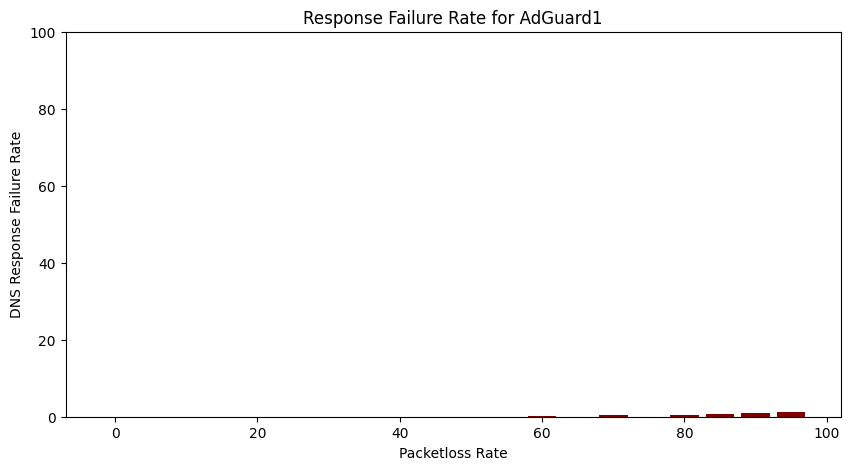 Response Failure Rate for AdGuard1
100
80
60
40
20
0
DNS Response Failure Rate
0 20 40 60 80 100
Packetloss Rate